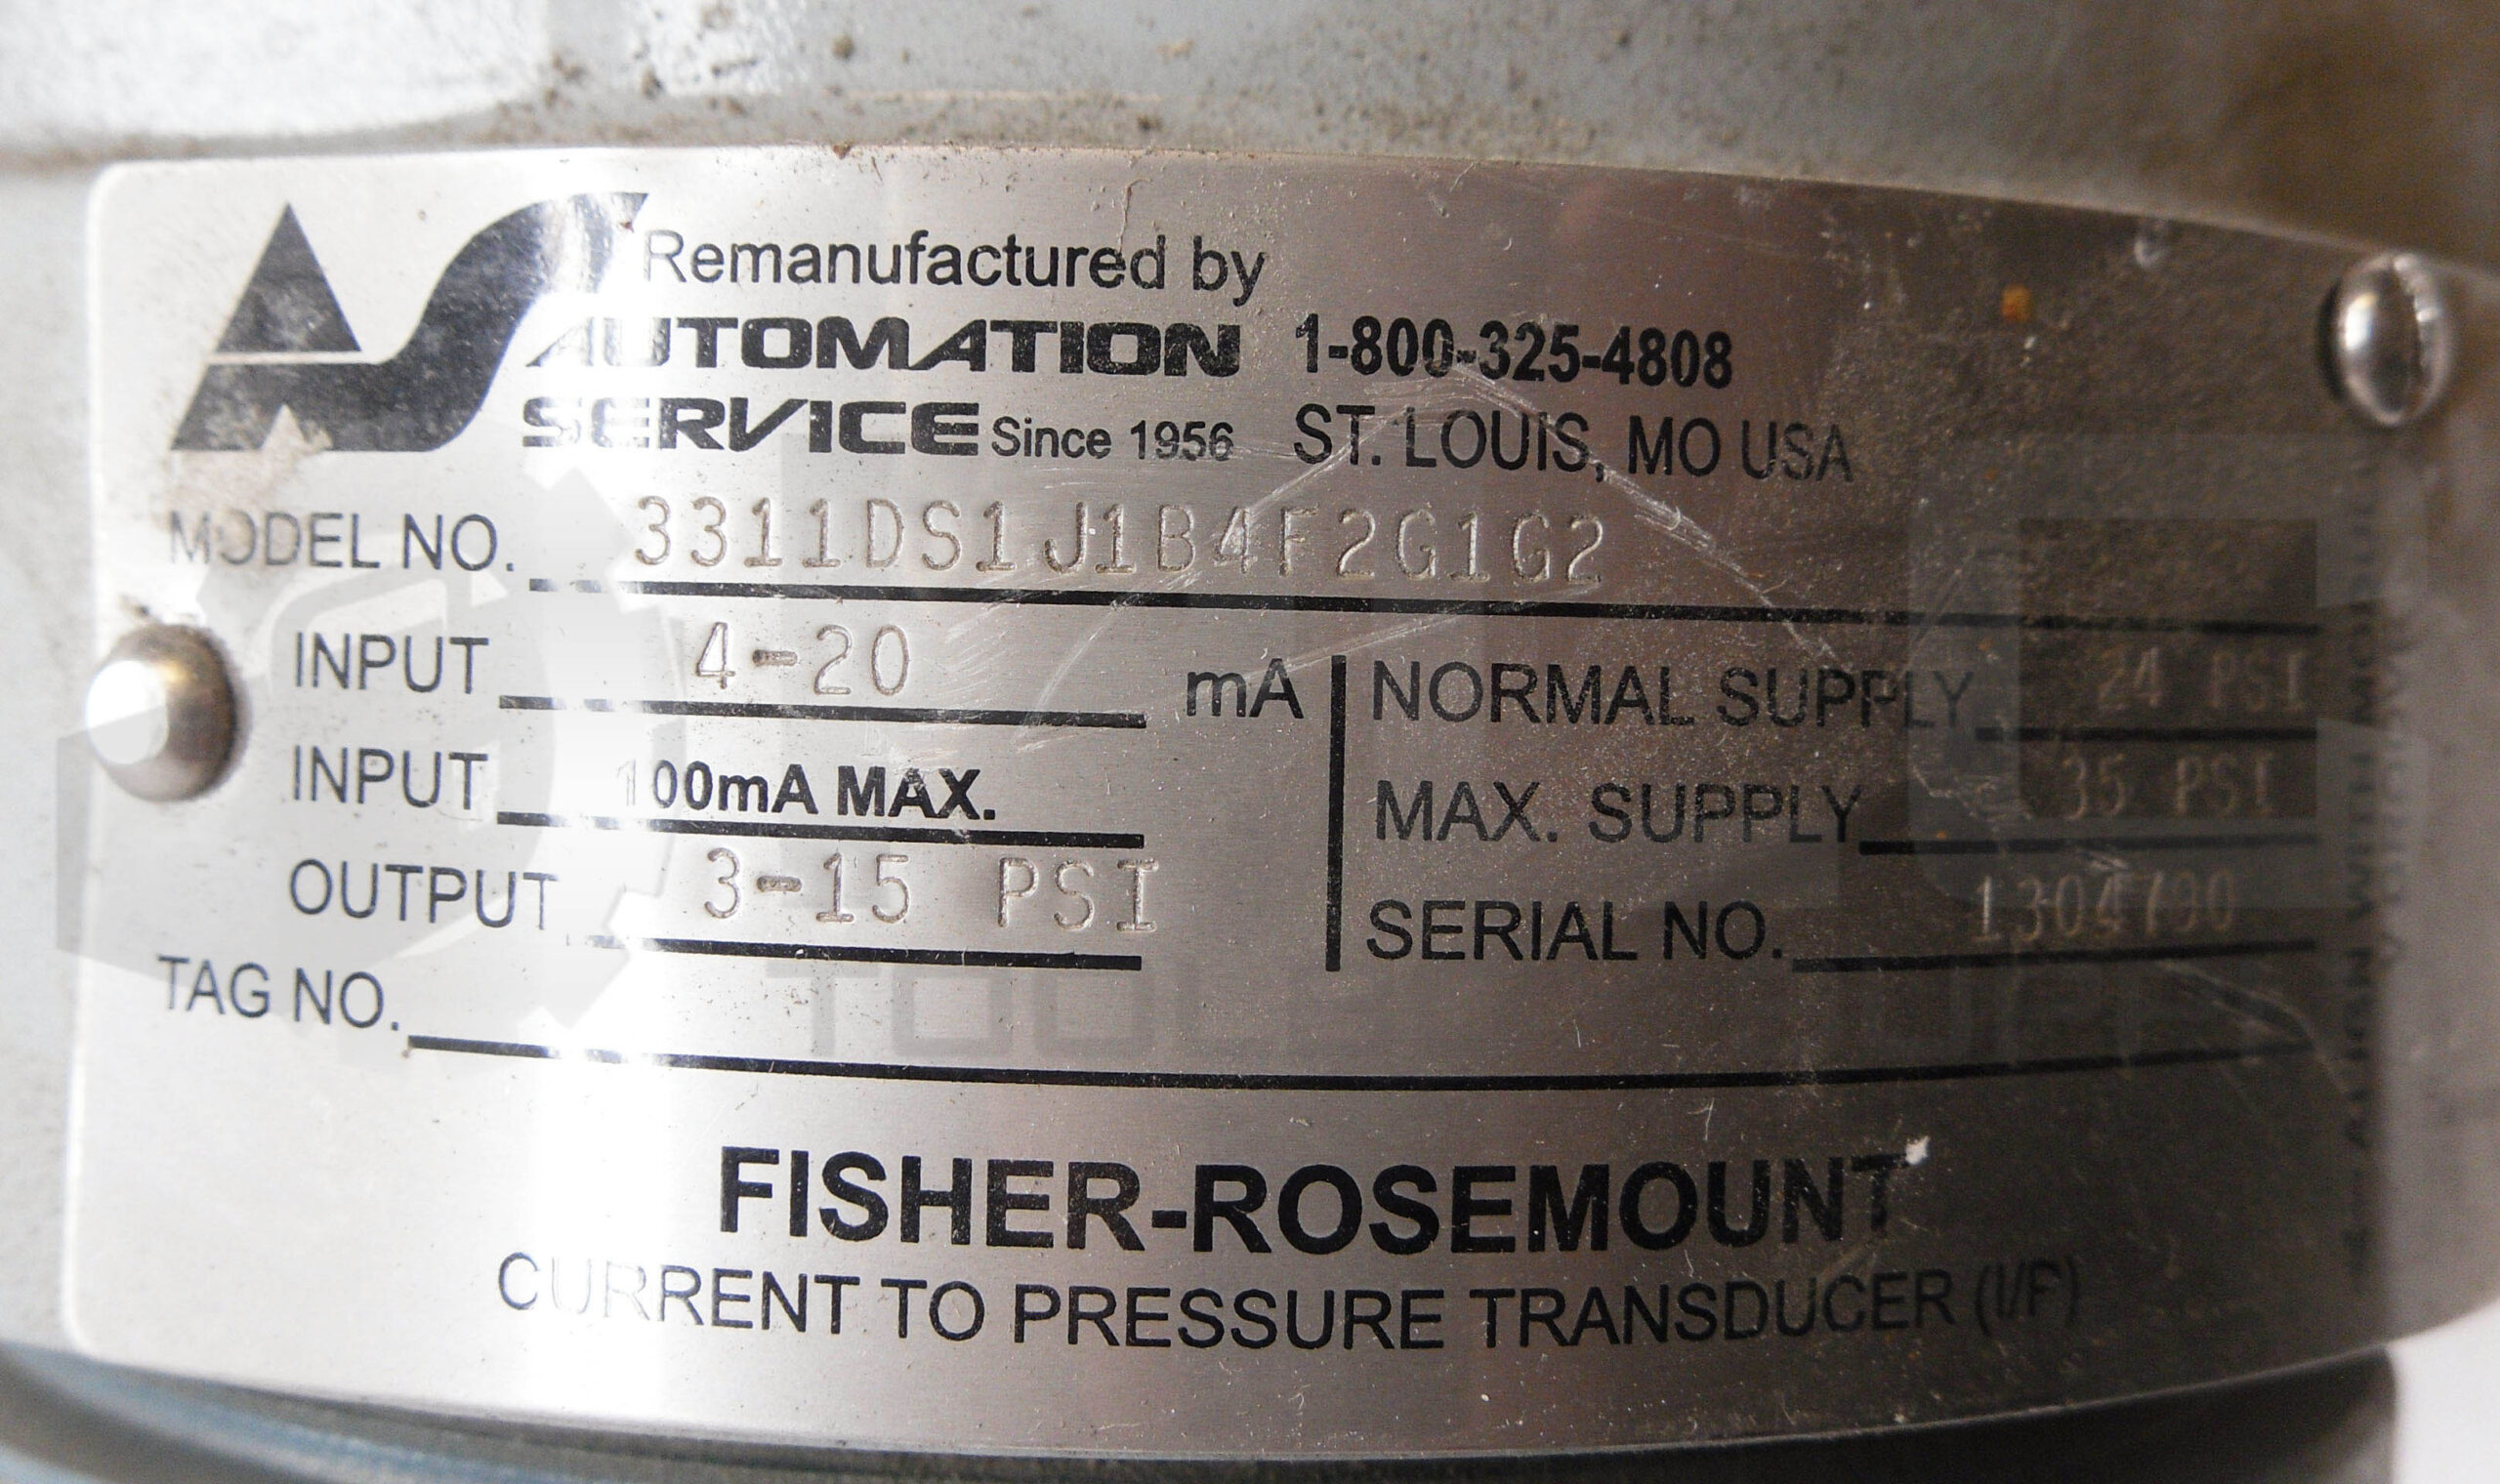 AS Remanufactured by
AUTOMATION 1-800-325-4808
SERVICE Since 1956 ST. LOUIS, MO USA
MODEL NO. 3311DS1J1B4F2G1G2
INPUT 4-20 mA
NORMAL SUPPLY 24 PSI
INPUT 100mA MAX.
MAX. SUPPLY 35 PSI
OUTPUT 3-15 PSI
SERIAL NO. 1304790
TAG NO.
FISHER-ROSEMOUNT
CURRENT TO PRESSURE TRANSDUCER (I/P)